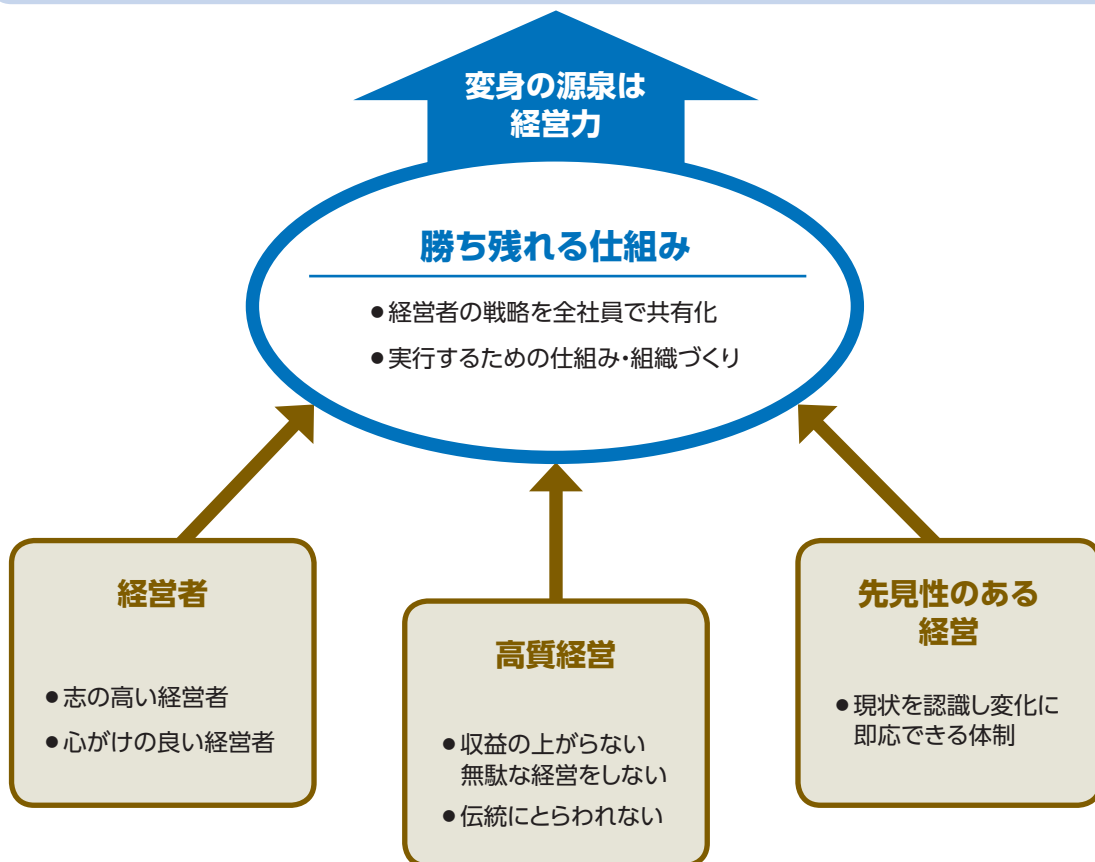 変身の源泉は
経営力
勝ち残れる仕組み
●経営者の戦略を全社員で共有化
●実行するための仕組み・組織づくり
経営者
●志の高い経営者
●心がけの良い経営者
高質経営
●収益の上がらない
無駄な経営をしない
●伝統にとらわれない
先見性のある
経営
●現状を認識し変化に
即応できる体制